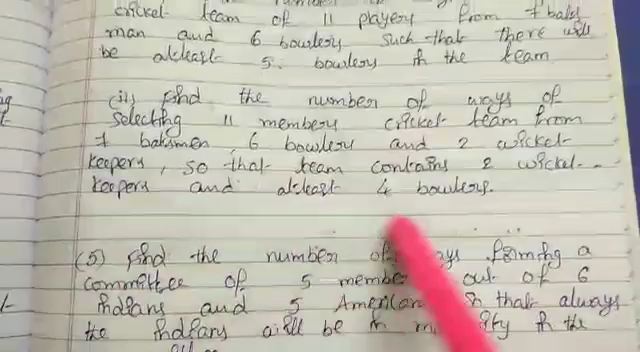 cricket team of 11 players from 7 bats
man and 6 bowlers such that there will
be atleast 5 bowlers in the team
(ii) Find the number of ways of
selecting 11 members cricket team from
7 batsmen, 6 bowlers and 2 wicket-
keepers, so that team contains 2 wicket-
keepers and atleast 4 bowlers.
(5) Find the number of ways forming a
committee of 5 membe out of 6
Indians and 5 American that always
the Indians will be in the